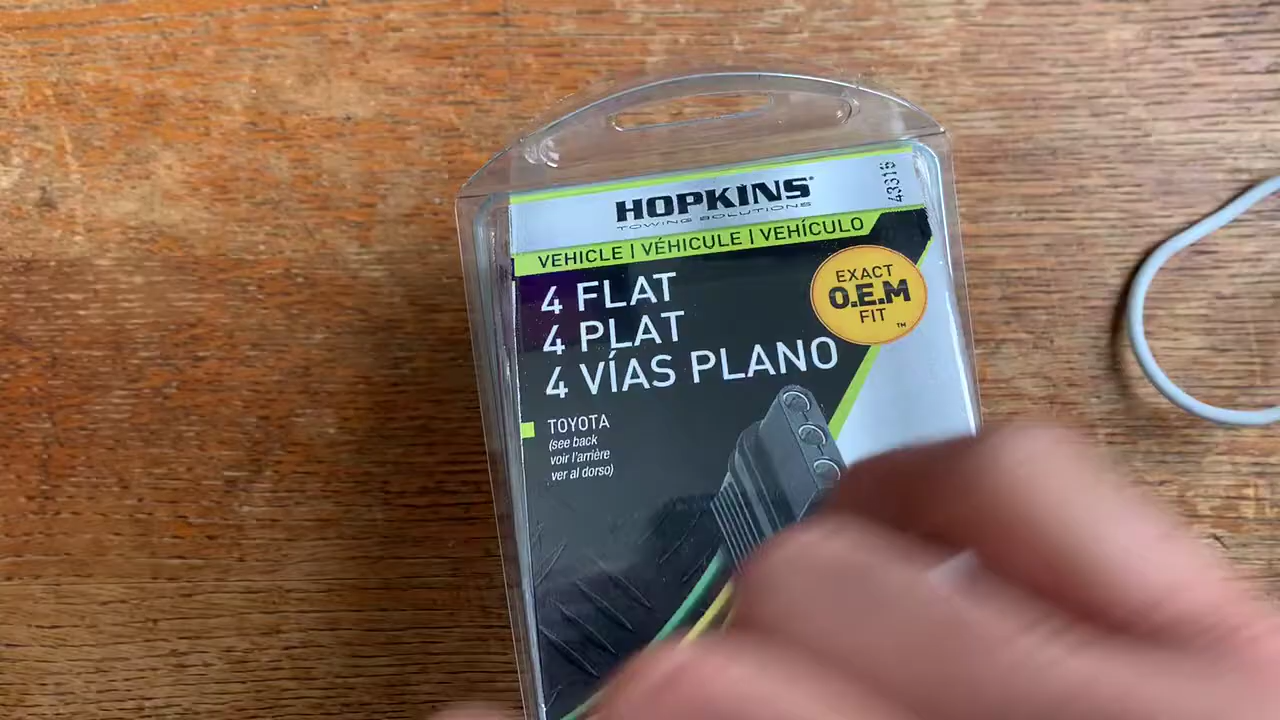 HOPKINS
TOWING SOLUTIONS
43315
VEHICLE | VÉHICULE | VEHÍCULO
4 FLAT
4 PLAT
4 VÍAS PLANO
EXACT
O.E.M
FIT
TM
TOYOTA
(see back
voir l'arrière
ver al dorso)